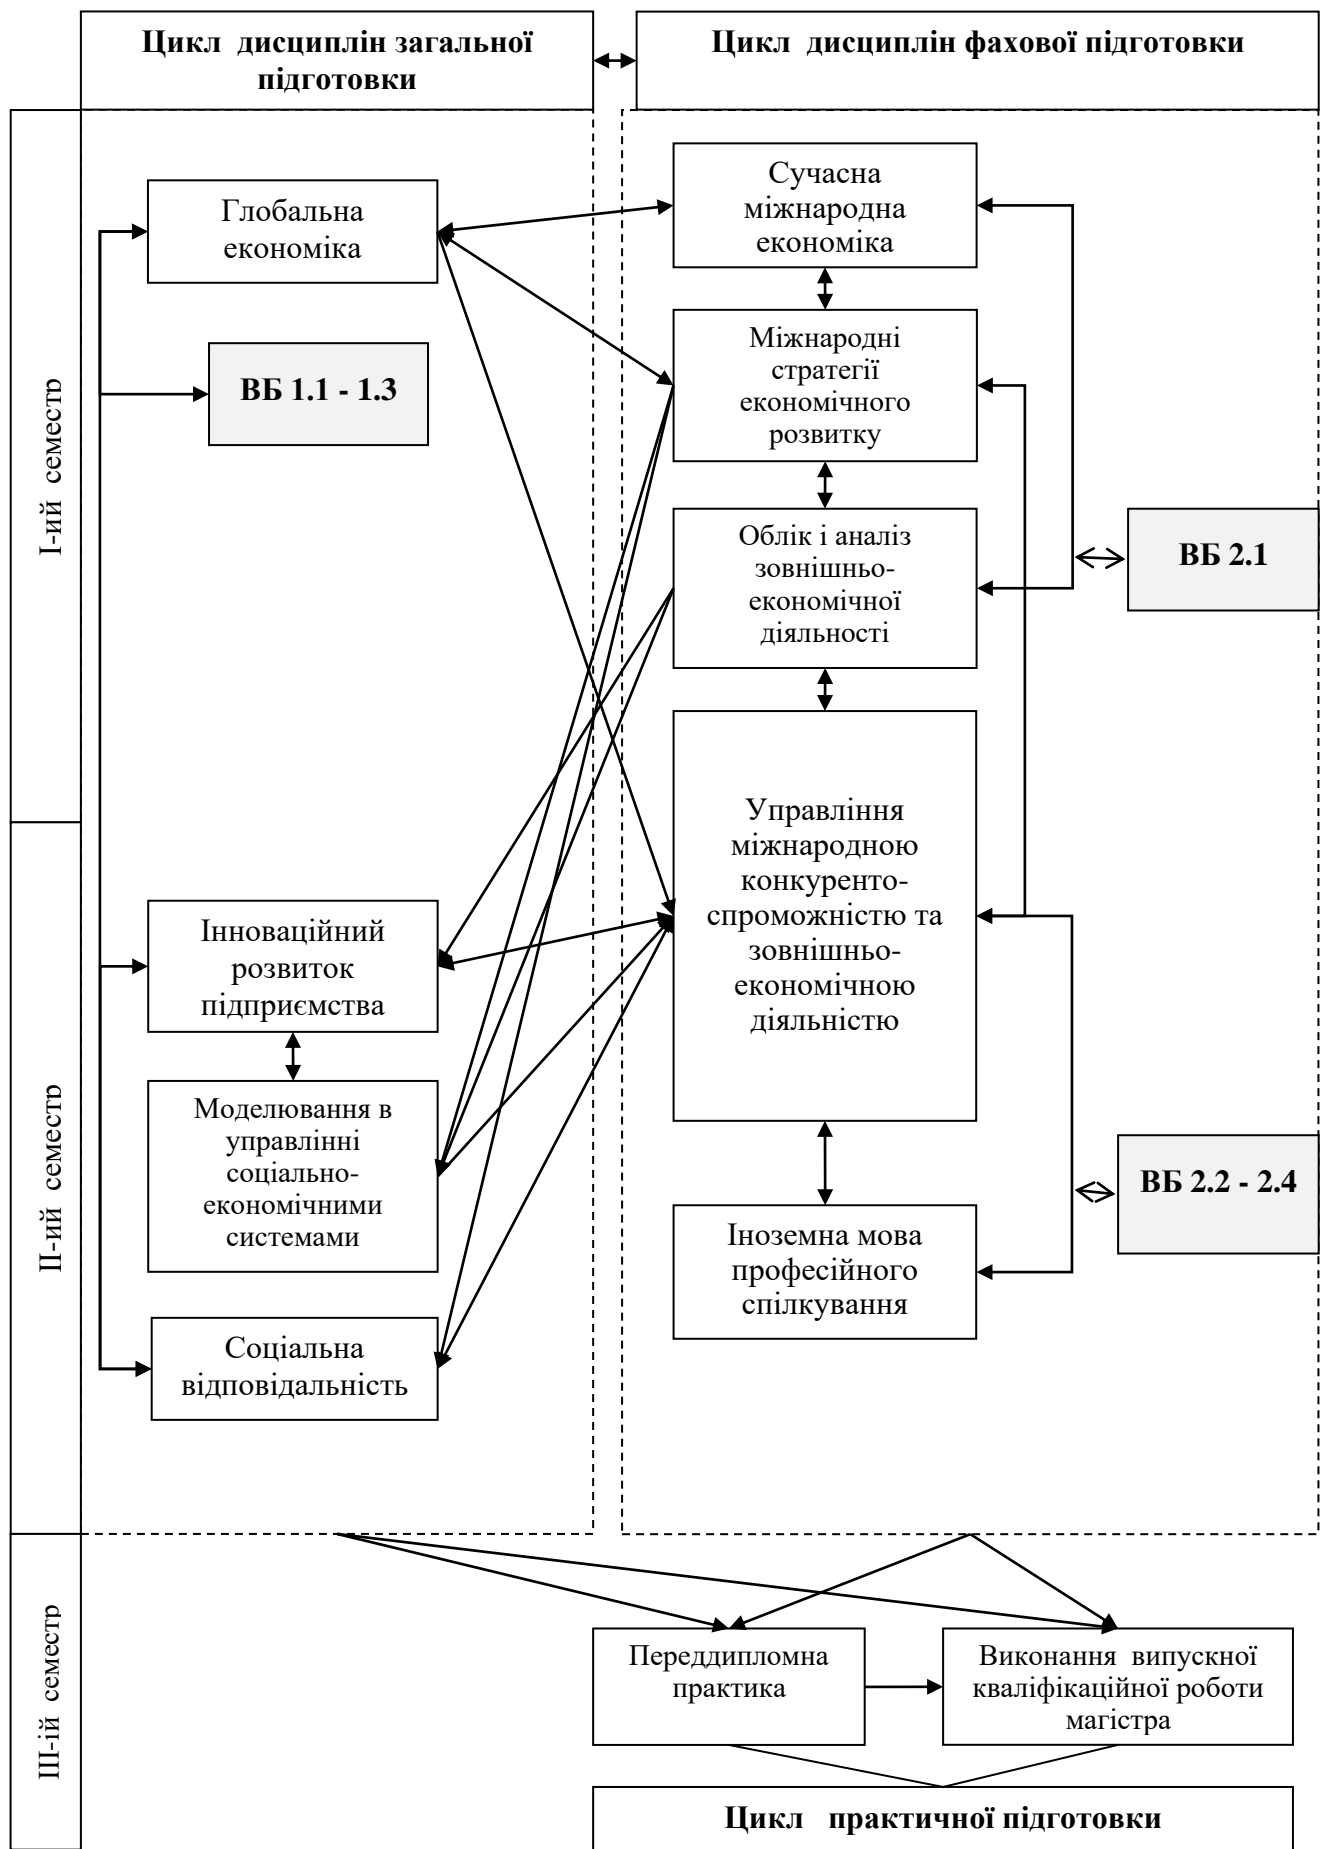 Цикл дисциплін загальної
підготовки
Цикл дисциплін фахової підготовки
І-ий семестр
Глобальна
економіка
ВБ 1.1 - 1.3
Сучасна
міжнародна
економіка
Міжнародні
стратегії
економічного
розвитку
Облік і аналіз
зовнішньо-
економічної
діяльності
ВБ 2.1
Управління
міжнародною
конкуренто-
спроможністю та
зовнішньо-
економічною
діяльністю
ІІ-ий семестр
Інноваційний
розвиток
підприємства
Моделювання в
управлінні
соціально-
економічними
системами
Соціальна
відповідальність
ВБ 2.2 - 2.4
Іноземна мова
професійного
спілкування
ІІІ-ій семестр
Переддипломна
практика
Виконання випускної
кваліфікаційної роботи
магістра
Цикл практичної підготовки